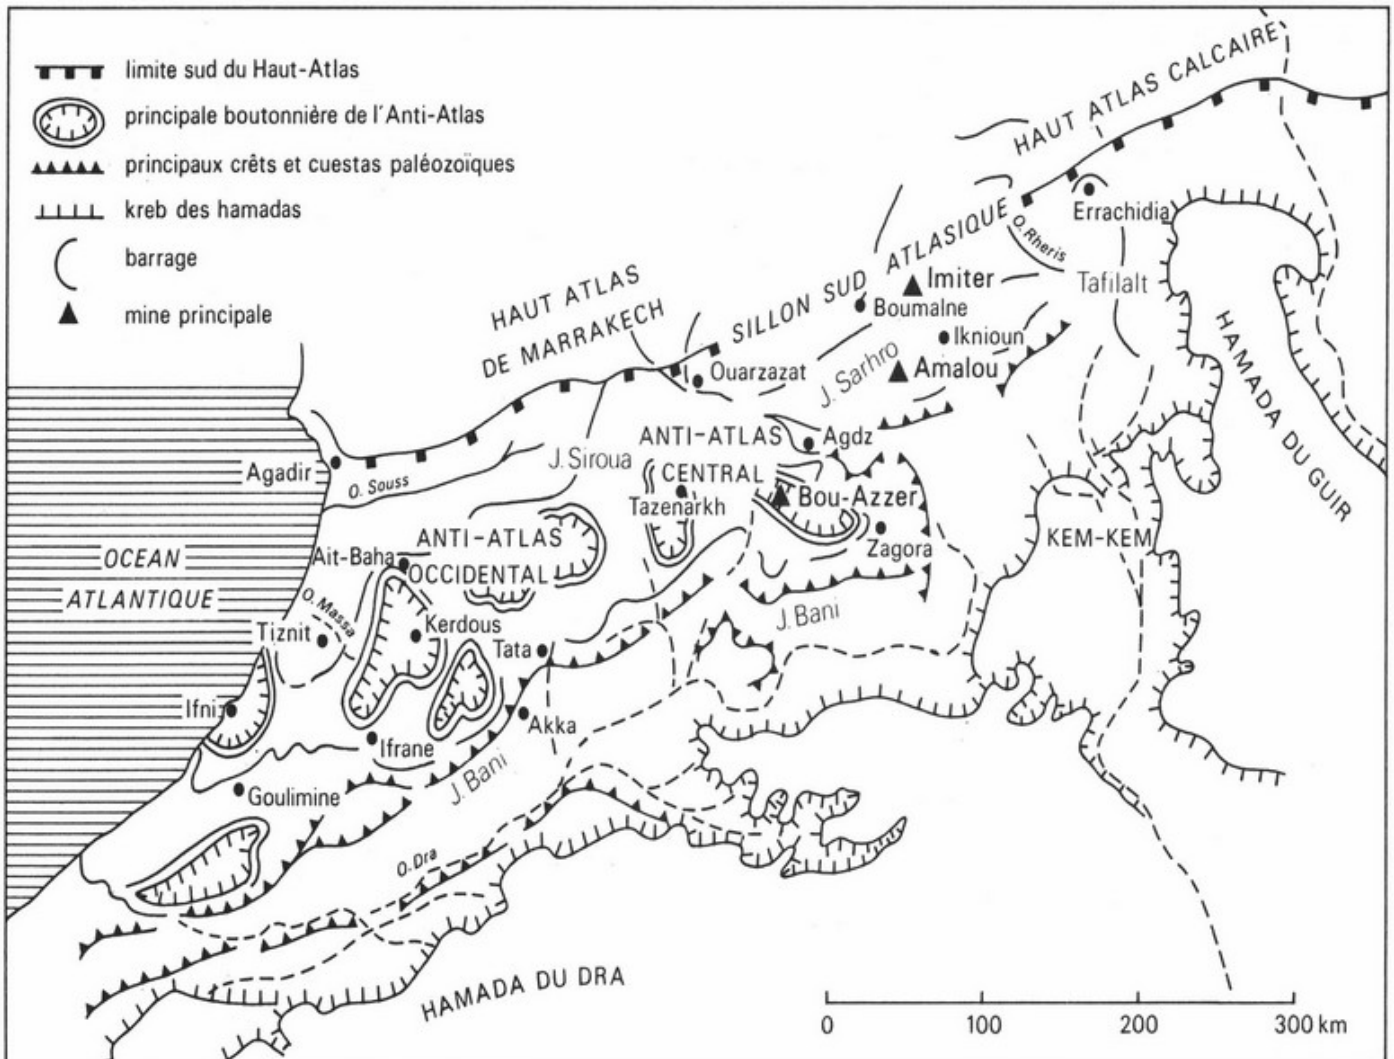 limite sud du Haut-Atlas
principale boutonnière de l'Anti-Atlas
principaux crêts et cuestas paléozoïques
kreb des hamadas
barrage
mine principale
HAUT ATLAS CALCAIRE
Errachidia
O. Rheris
Tafilalt
SILLON SUD ATLASIQUE
Imiter
Boumalne
Iknioun
HAUT ATLAS
DE MARRAKECH
Ouarzazat
J. Sarhro
Amalou
HAMADA DU GUIR
ANTI-ATLAS
CENTRAL
Agdz
J. Siroua
Agadir
O. Souss
Tazenarkh
Bou-Azzer
Zagora
KEM-KEM
OCEAN
ATLANTIQUE
ANTI-ATLAS
OCCIDENTAL
Ait-Baha
O. Massa
Tiznit
Kerdous
Tata
J. Bani
Ifni
Ifrane
Akka
J. Bani
Goulimine
O. Dra
HAMADA DU DRA
0 100 200 300 km